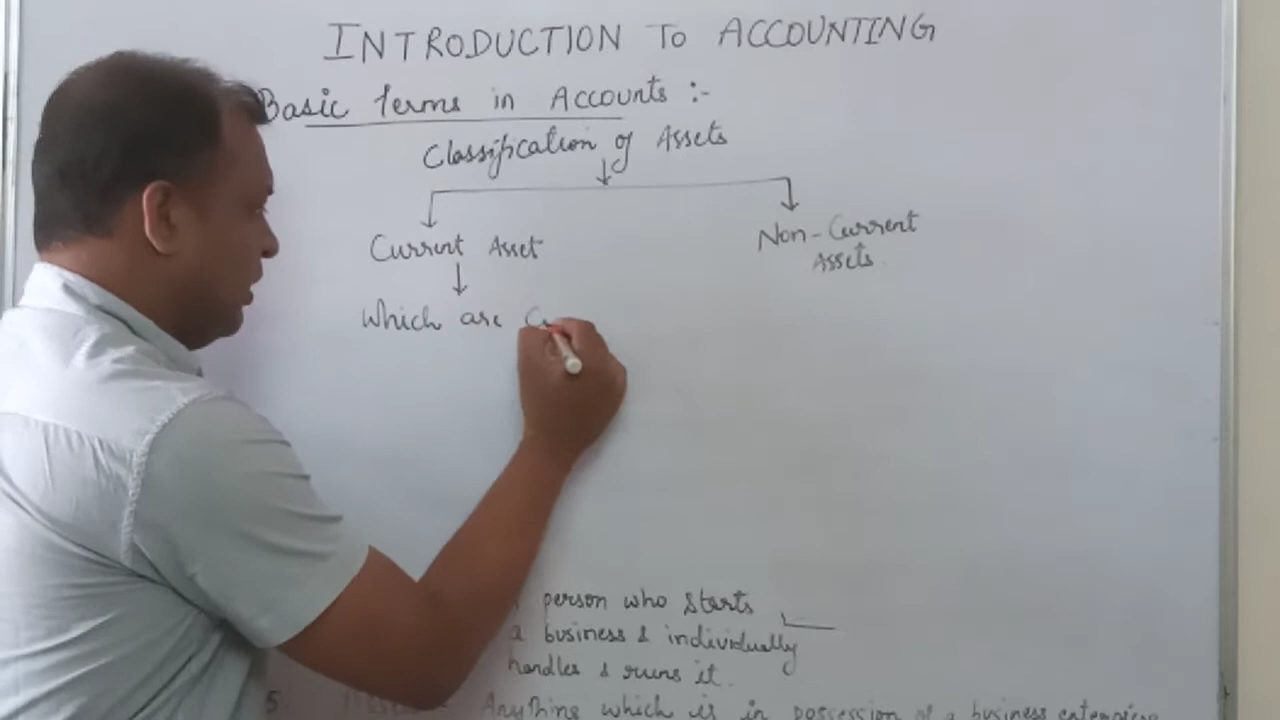 INTRODUCTION TO ACCOUNTING
Basic Terms in Accounts :-
Classification of Assets
Current Asset
Non-Current
Assets
Which are
person who starts
a business & individually
handles & runs it.
5. Anything which is in possession of a business enterprise